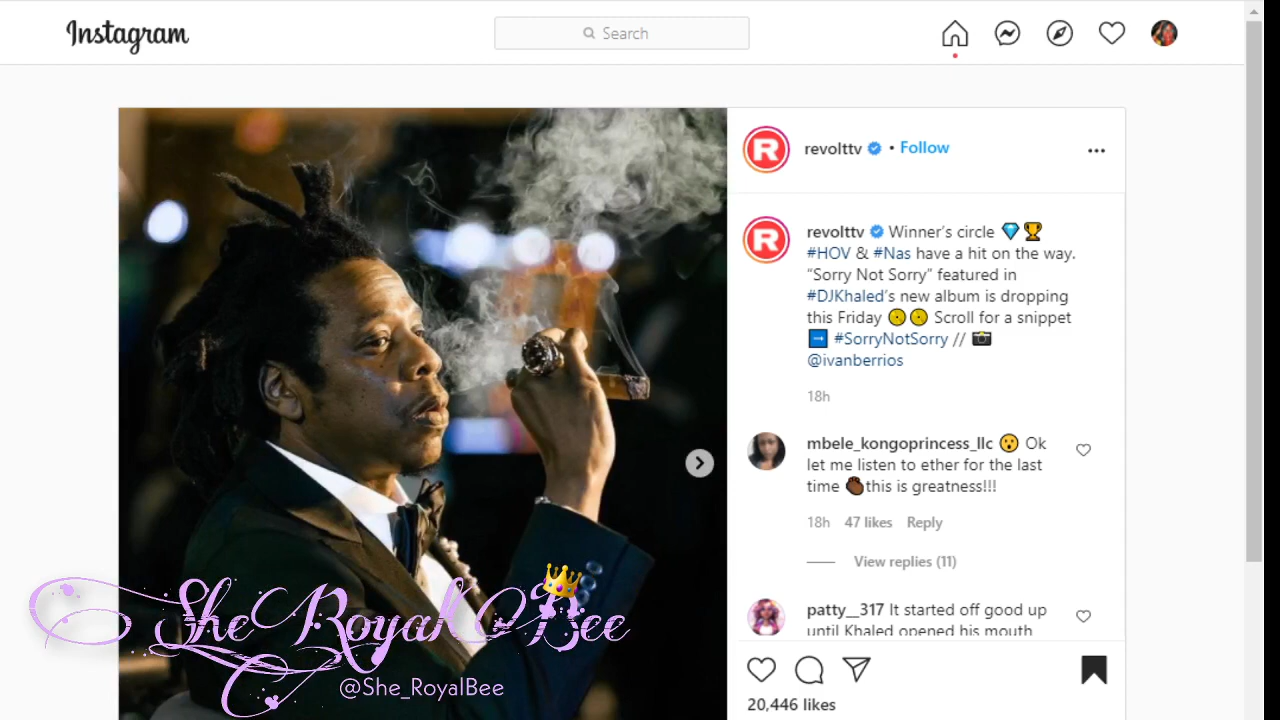 Instagram
Search
revolttv • Follow
revolttv Winner's circle 💎🏆
#HOV & #Nas have a hit on the way.
“Sorry Not Sorry” featured in
#DJKhaled's new album is dropping
this Friday 📀📀 Scroll for a snippet
➡️ #SorryNotSorry // 📷
@ivanberrios
18h
mbele_kongoprincess_llc 😮 Ok
let me listen to ether for the last
time 👏🏿this is greatness!!!
18h 47 likes Reply
View replies (11)
patty__317 It started off good up
until Khaled opened his mouth
20,446 likes
SheRoyalBee
@She_RoyalBee